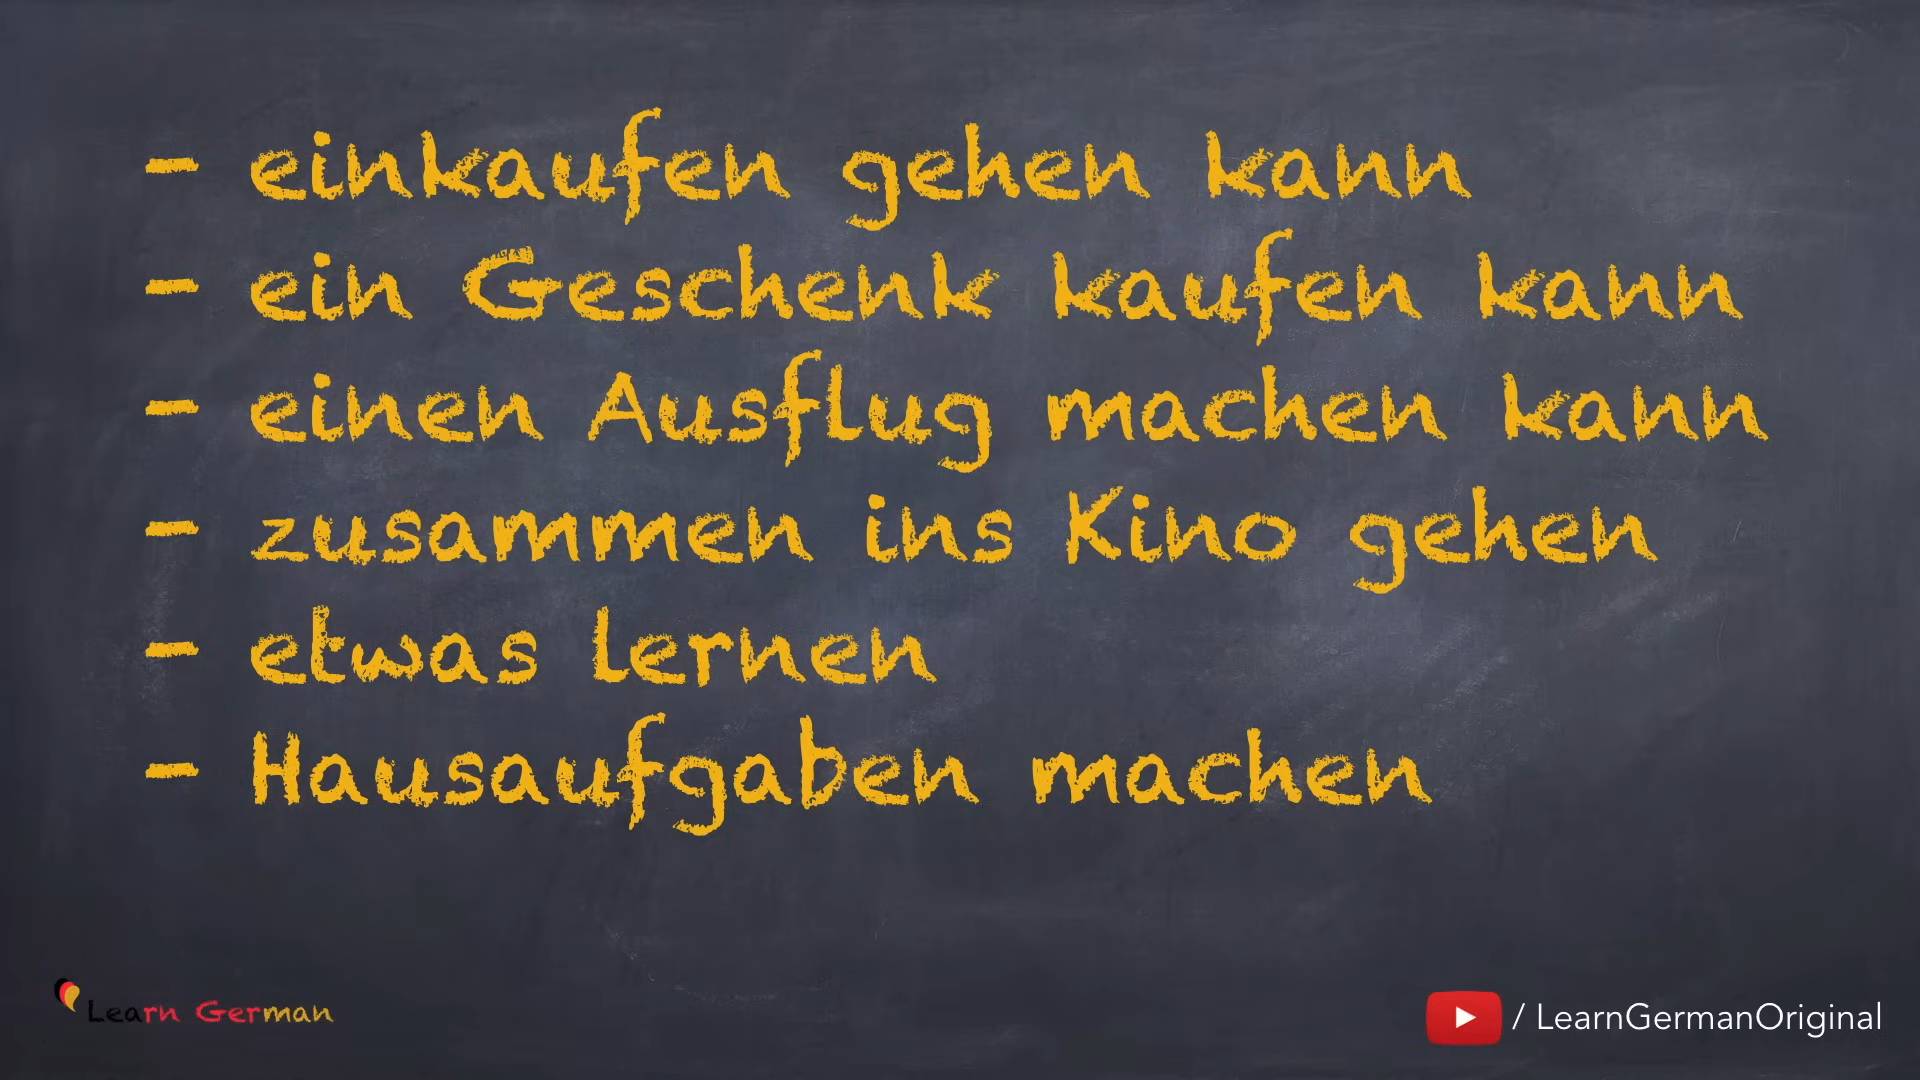 - einkaufen gehen kann
- ein Geschenk kaufen kann
- einen Ausflug machen kann
- zusammen ins Kino gehen
- etwas lernen
- Hausaufgaben machen
Learn German
/ LearnGermanOriginal